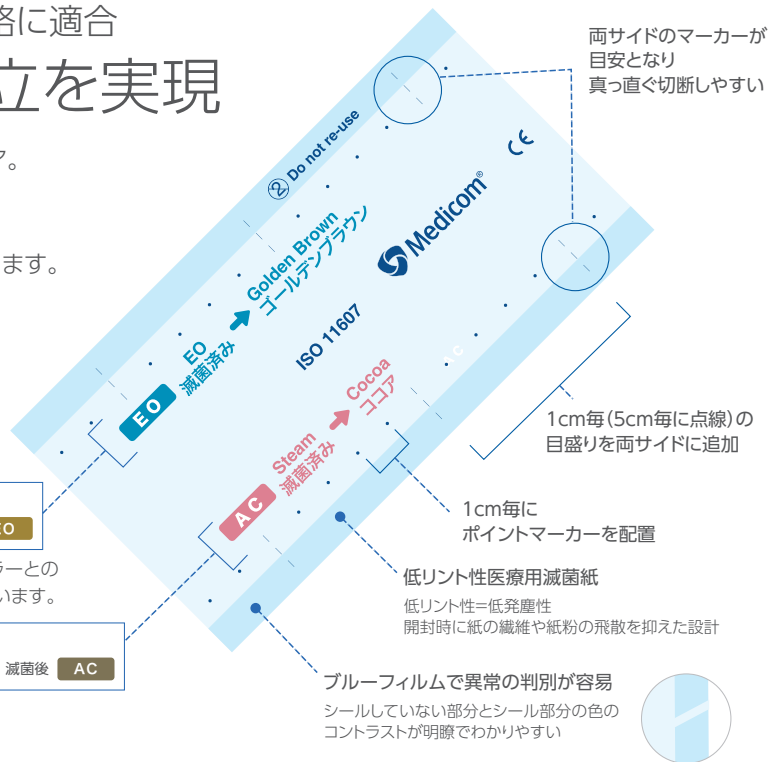 格に適合
立を実現
ア。
ます。
両サイドのマーカーが
目安となり
真っ直ぐ切断しやすい
② Do not re-use
CE
Medicom®
Golden Brown
ゴールデンブラウン
EO
滅菌済み
EO
ISO 11607
AC
Cocoa
ココア
Steam
滅菌済み
AC
1cm毎(5cm毎に点線)の
目盛りを両サイドに追加
1cm毎に
ポイントマーカーを配置
EO
ラーとの
います。
低リント性医療用滅菌紙
低リント性=低発塵性
開封時に紙の繊維や紙粉の飛散を抑えた設計
滅菌後 AC
ブルーフィルムで異常の判別が容易
シールしていない部分とシール部分の色の
コントラストが明瞭でわかりやすい